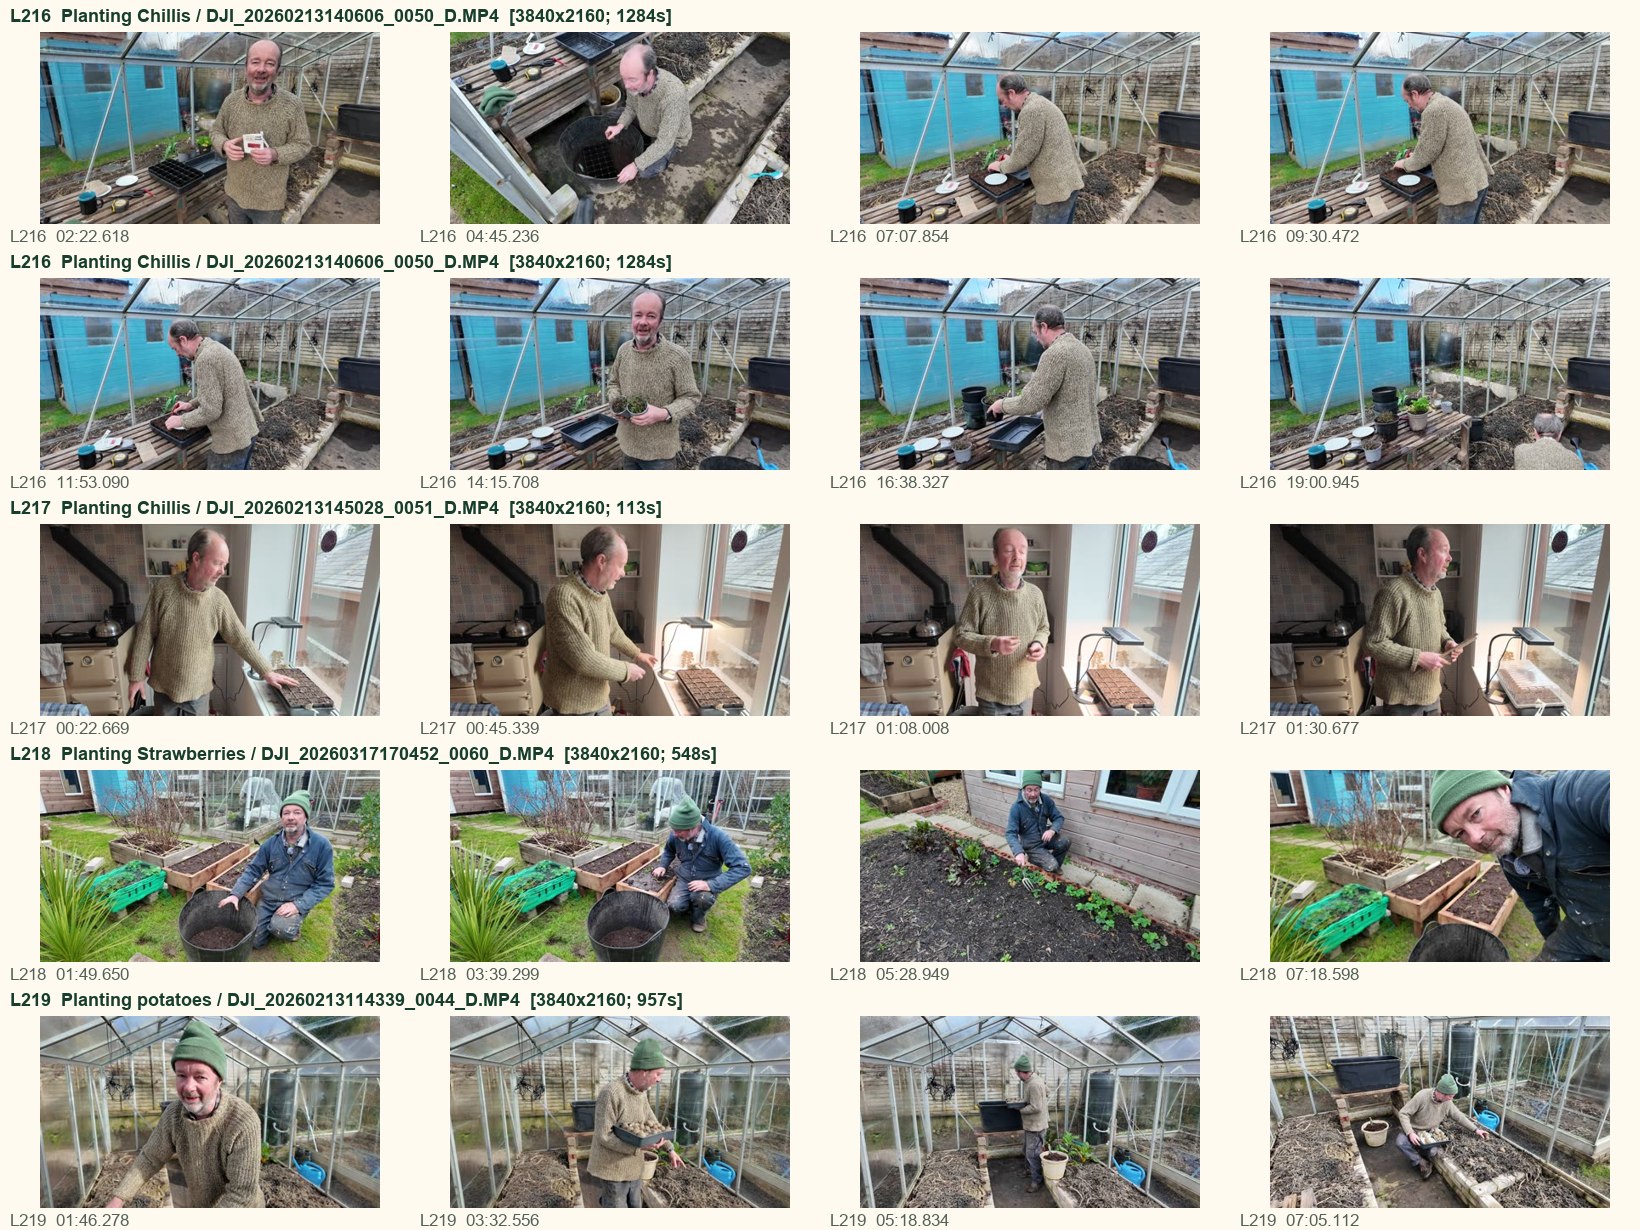 L216 Planting Chillis / DJI_20260213140606_0050_D.MP4 [3840x2160; 1284s]
L216 02:22.618
L216 04:45.236
L216 07:07.854
L216 09:30.472
L216 Planting Chillis / DJI_20260213140606_0050_D.MP4 [3840x2160; 1284s]
L216 11:53.090
L216 14:15.708
L216 16:38.327
L216 19:00.945
L217 Planting Chillis / DJI_20260213145028_0051_D.MP4 [3840x2160; 113s]
L217 00:22.669
L217 00:45.339
L217 01:08.008
L217 01:30.677
L218 Planting Strawberries / DJI_20260317170452_0060_D.MP4 [3840x2160; 548s]
L218 01:49.650
L218 03:39.299
L218 05:28.949
L218 07:18.598
L219 Planting potatoes / DJI_20260213114339_0044_D.MP4 [3840x2160; 957s]
L219 01:46.278
L219 03:32.556
L219 05:18.834
L219 07:05.112